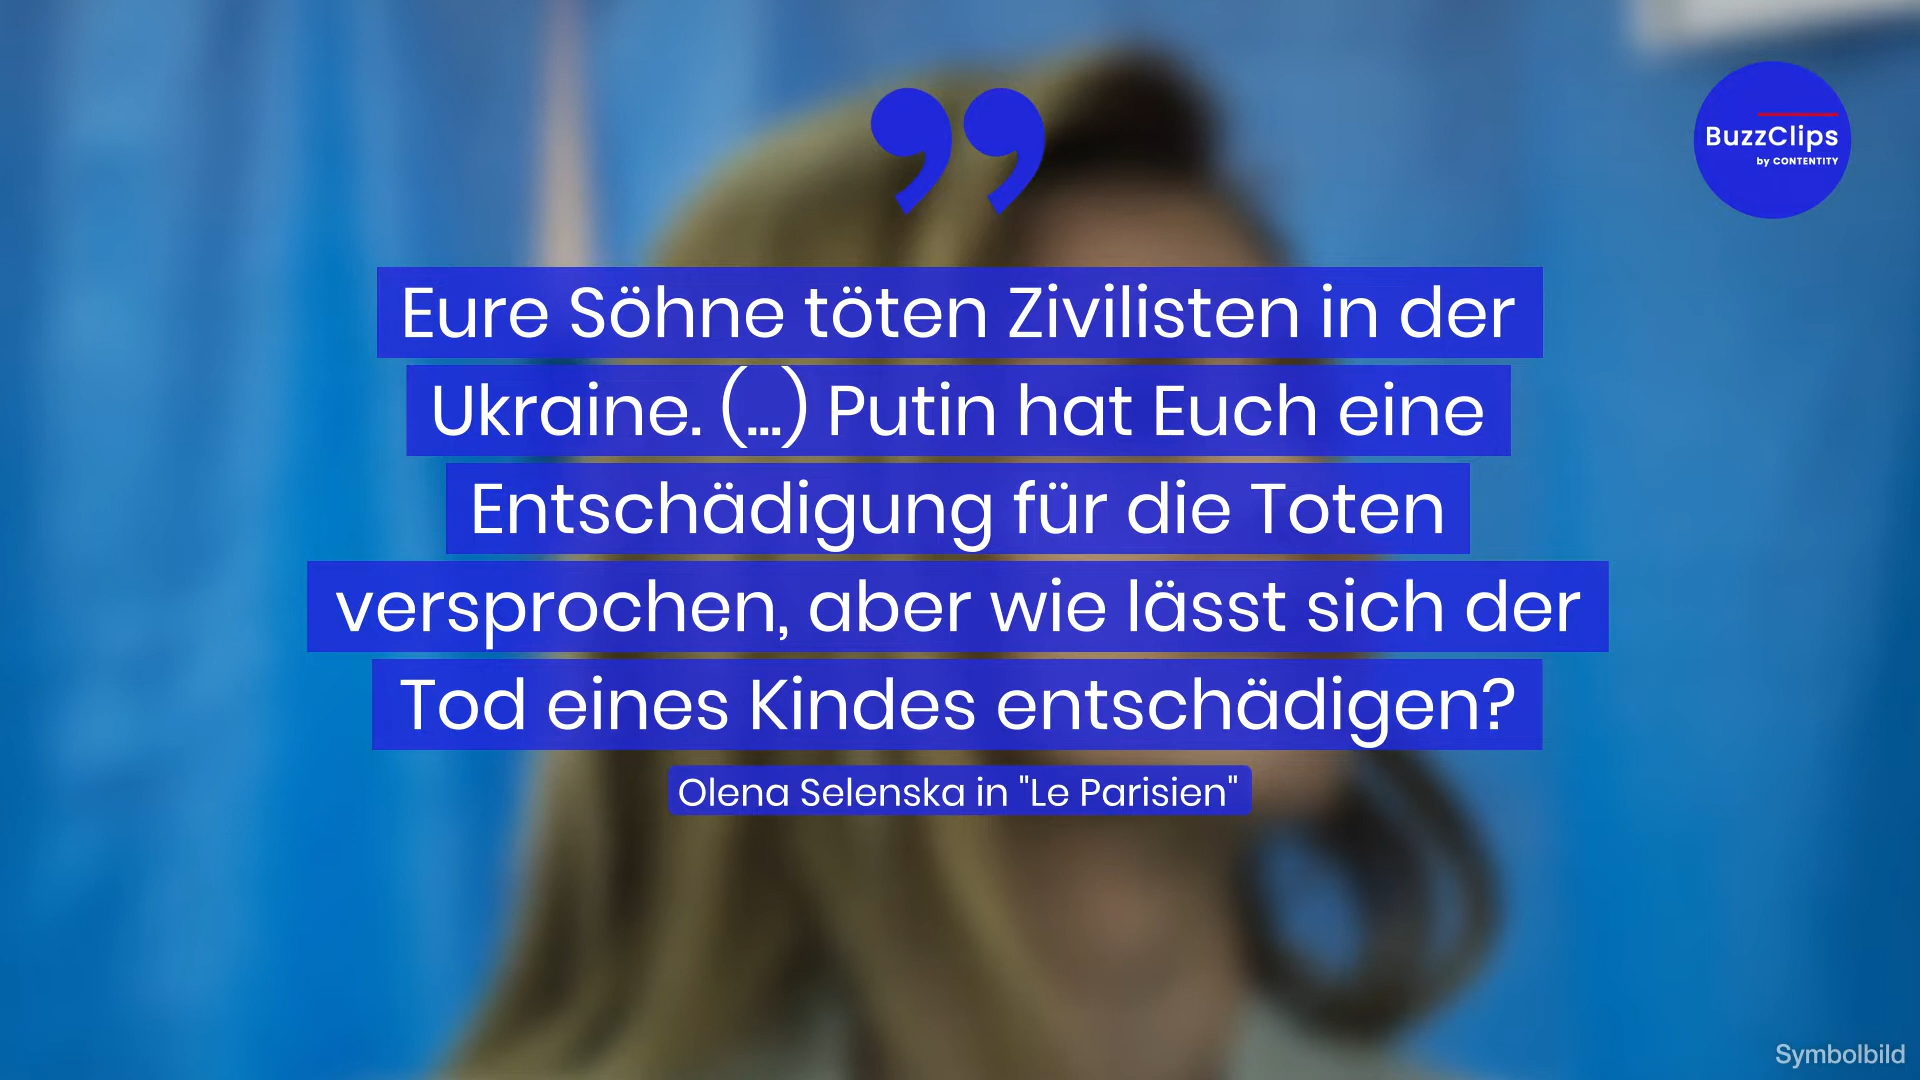 BuzzClips
by CONTENTITY
Eure Söhne töten Zivilisten in der
Ukraine. (...) Putin hat Euch eine
Entschädigung für die Toten
versprochen, aber wie lässt sich der
Tod eines Kindes entschädigen?
Olena Selenska in "Le Parisien"
Symbolbild